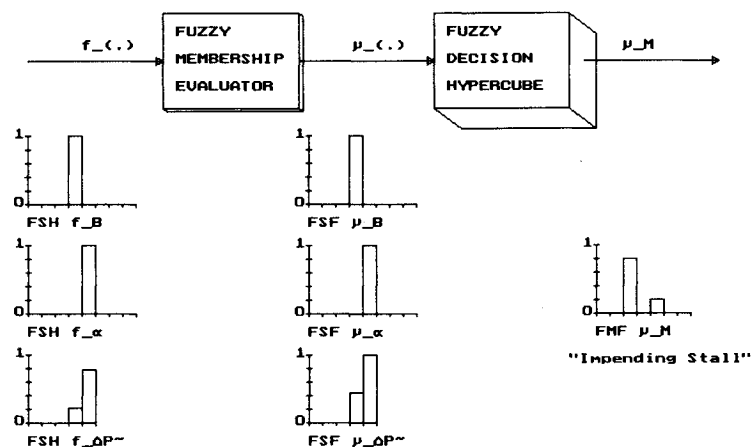 f_(.)
FUZZY
MEMBERSHIP
EVALUATOR
μ_(.)
FUZZY
DECISION
HYPERCUBE
μ_M
1
0
FSH f_B
1
0
FSF μ_B
1
0
FSH f_α
1
0
FSF μ_α
1
0
FMF μ_M
"Impending Stall"
1
0
FSH f_ΔP~
1
0
FSF μ_ΔP~